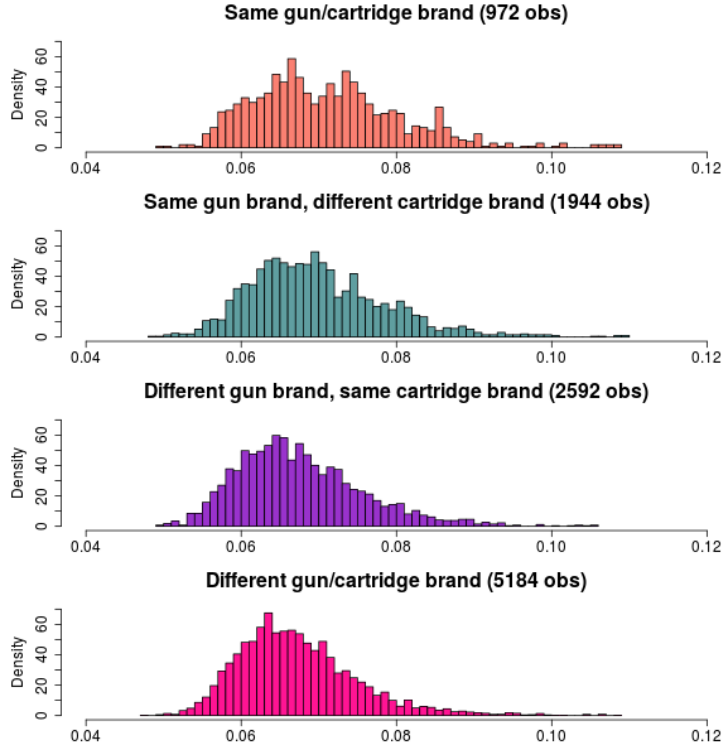 Same gun/cartridge brand (972 obs)
Density
0 20 40 60
0.04 0.06 0.08 0.10 0.12
Same gun brand, different cartridge brand (1944 obs)
Density
0 20 40 60
0.04 0.06 0.08 0.10 0.12
Different gun brand, same cartridge brand (2592 obs)
Density
0 20 40 60
0.04 0.06 0.08 0.10 0.12
Different gun/cartridge brand (5184 obs)
Density
0 20 40 60
0.04 0.06 0.08 0.10 0.12